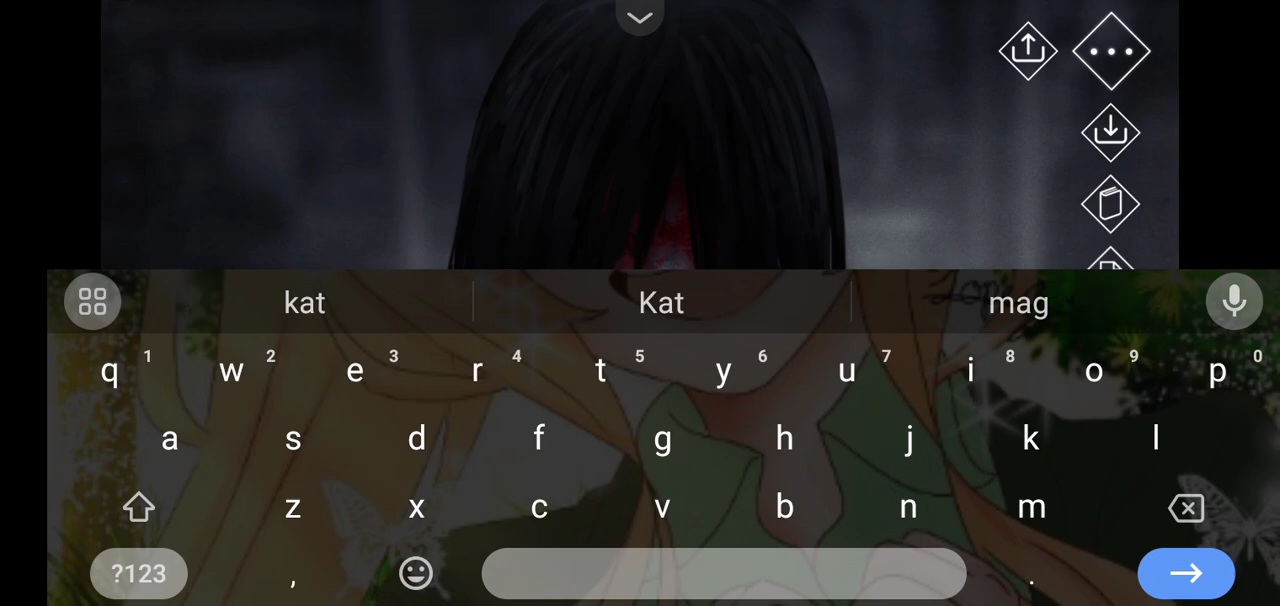 kat Kat mag
q 1 w 2 e 3 r 4 t 5 y 6 u 7 i 8 o 9 p 0
a s d f g h j k l
z x c v b n m
?123 , .